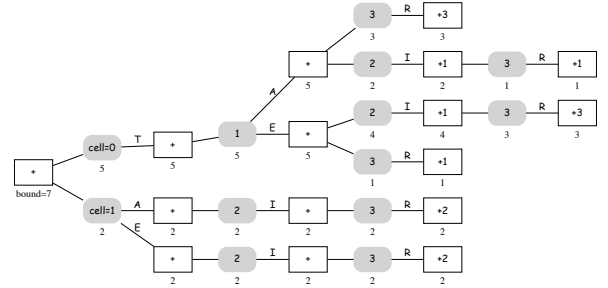 3 R +3
3 3
A + 2 I +1 3 R +1
5 2 2 1 1
cell=0 T + 1 E + 2 I +1 3 R +3
5 5 5 5 4 4 3 3
3 R +1
1 1
+
bound=7
cell=1 A + 2 I + 3 R +2
2 2 2 2 2 2
E + 2 I + 3 R +2
2 2 2 2 2